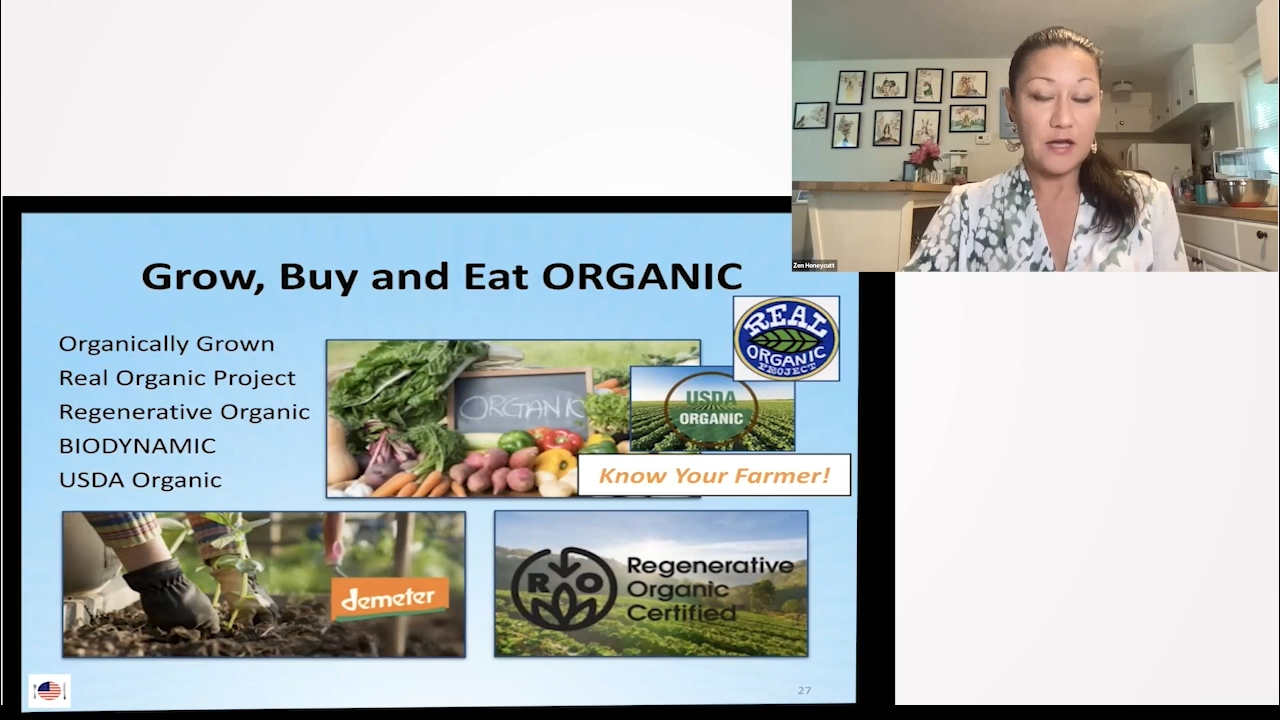 Zen Honeycutt
Grow, Buy and Eat ORGANIC
Organically Grown
Real Organic Project
Regenerative Organic
BIODYNAMIC
USDA Organic
ORGANIC
REAL
ORGANIC
PROJECT
USDA
ORGANIC
Know Your Farmer!
demeter
R O
Regenerative
Organic
Certified
27